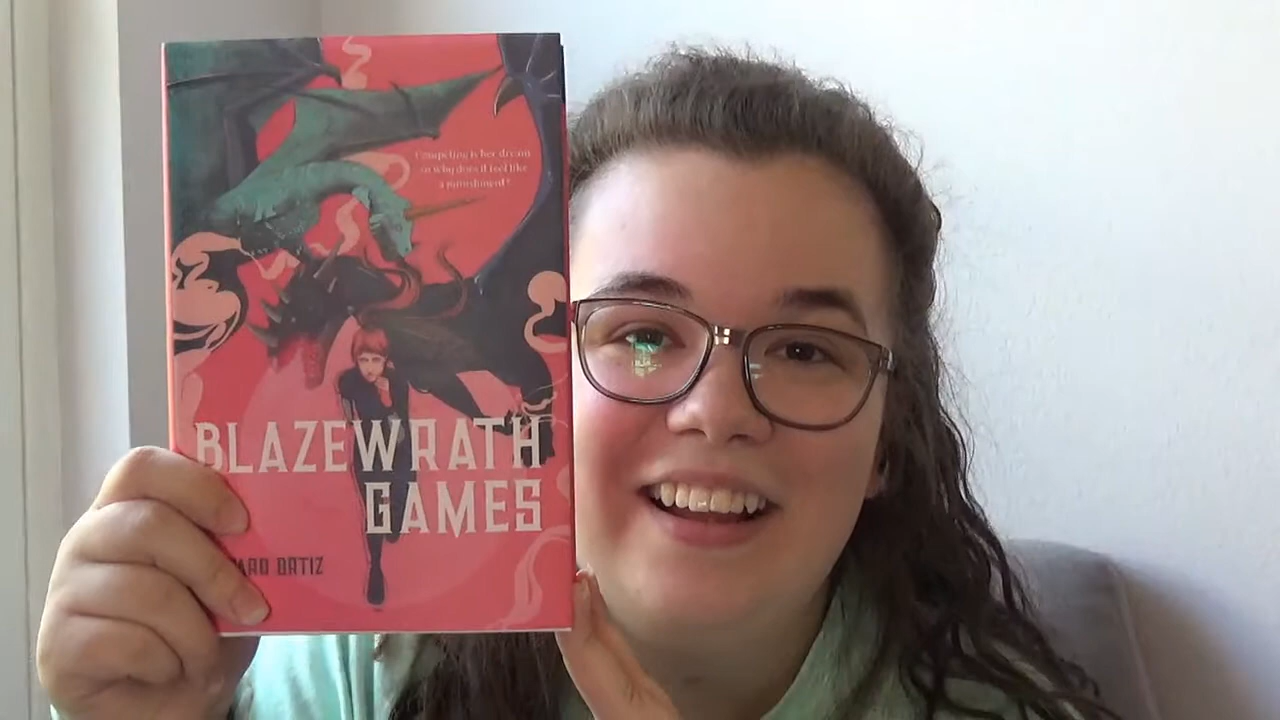 Competing is her dream
so why does it feel like
a punishment?
BLAZEWRATH
GAMES
ORTIZ